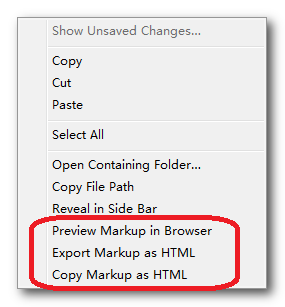 Show Unsaved Changes...
Copy
Cut
Paste
Select All
Open Containing Folder...
Copy File Path
Reveal in Side Bar
Preview Markup in Browser
Export Markup as HTML
Copy Markup as HTML